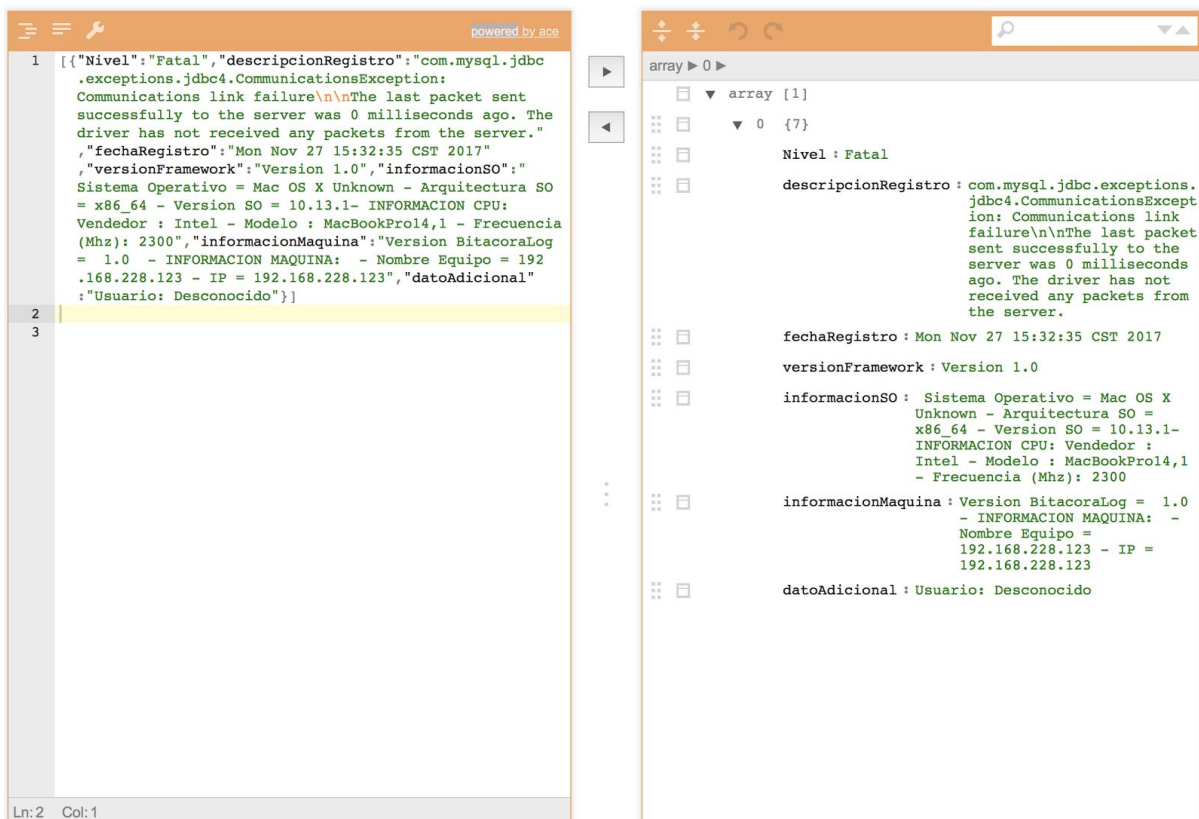 powered by ace
1 [{"Nivel":"Fatal","descripcionRegistro":"com.mysql.jdbc
.exceptions.jdbc4.CommunicationsException:
Communications link failure\n\nThe last packet sent
successfully to the server was 0 milliseconds ago. The
driver has not received any packets from the server."
,"fechaRegistro":"Mon Nov 27 15:32:35 CST 2017"
,"versionFramework":"Version 1.0","informacionSO":"
Sistema Operativo = Mac OS X Unknown - Arquitectura SO
= x86_64 - Version SO = 10.13.1- INFORMACION CPU:
Vendedor : Intel - Modelo : MacBookPro14,1 - Frecuencia
(Mhz): 2300","informacionMaquina":"Version BitacoraLog
=  1.0  - INFORMACION MAQUINA:  - Nombre Equipo = 192
.168.228.123 - IP = 192.168.228.123","datoAdicional"
:"Usuario: Desconocido"}]
2
3
Ln: 2 Col: 1
array ► 0 ►
▼ array [1]
▼ 0 {7}
Nivel : Fatal
descripcionRegistro : com.mysql.jdbc.exceptions.
jdbc4.CommunicationsExcept
ion: Communications link
failure\n\nThe last packet
sent successfully to the
server was 0 milliseconds
ago. The driver has not
received any packets from
the server.
fechaRegistro : Mon Nov 27 15:32:35 CST 2017
versionFramework : Version 1.0
informacionSO :  Sistema Operativo = Mac OS X
Unknown - Arquitectura SO =
x86_64 - Version SO = 10.13.1-
INFORMACION CPU: Vendedor :
Intel - Modelo : MacBookPro14,1
- Frecuencia (Mhz): 2300
informacionMaquina : Version BitacoraLog =  1.0
- INFORMACION MAQUINA:  -
Nombre Equipo =
192.168.228.123 - IP =
192.168.228.123
datoAdicional : Usuario: Desconocido